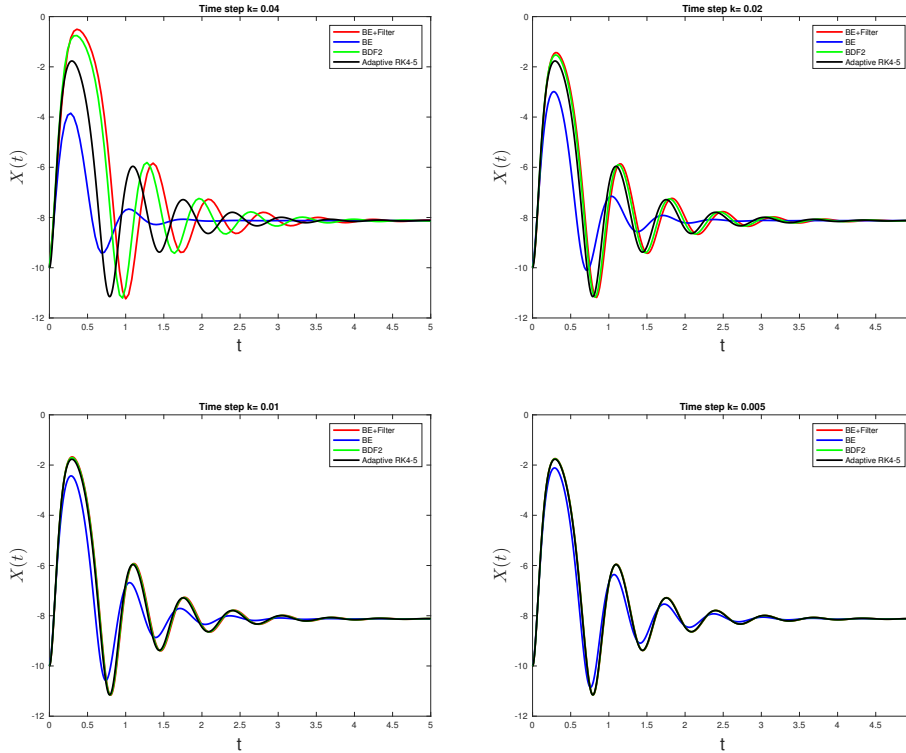 Time step k= 0.04
BE+Filter
BE
BDF2
Adaptive RK4-5
X(t)
0
-2
-4
-6
-8
-10
-12
0 0.5 1 1.5 2 2.5 3 3.5 4 4.5 5
t
Time step k= 0.02
BE+Filter
BE
BDF2
Adaptive RK4-5
X(t)
0
-2
-4
-6
-8
-10
-12
0 0.5 1 1.5 2 2.5 3 3.5 4 4.5
t
Time step k= 0.01
BE+Filter
BE
BDF2
Adaptive RK4-5
X(t)
0
-2
-4
-6
-8
-10
-12
0 0.5 1 1.5 2 2.5 3 3.5 4 4.5 5
t
Time step k= 0.005
BE+Filter
BE
BDF2
Adaptive RK4-5
X(t)
0
-2
-4
-6
-8
-10
-12
0 0.5 1 1.5 2 2.5 3 3.5 4 4.5
t